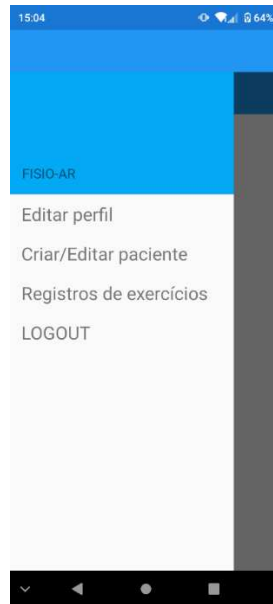 15:04
64%
FISIO-AR
Editar perfil
Criar/Editar paciente
Registros de exercícios
LOGOUT